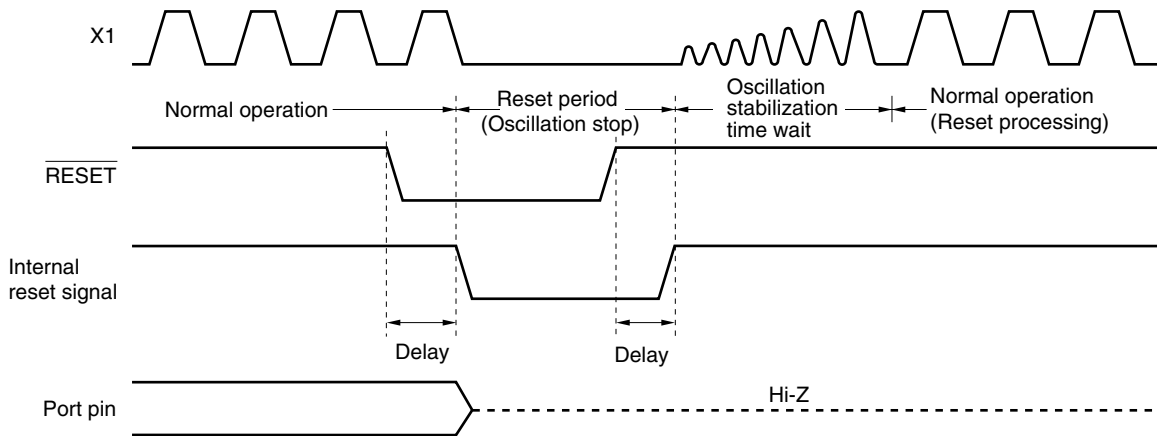 X1
Normal operation
Reset period
(Oscillation stop)
Oscillation
stabilization
time wait
Normal operation
(Reset processing)
RESET
Internal
reset signal
Delay
Delay
Port pin
Hi-Z